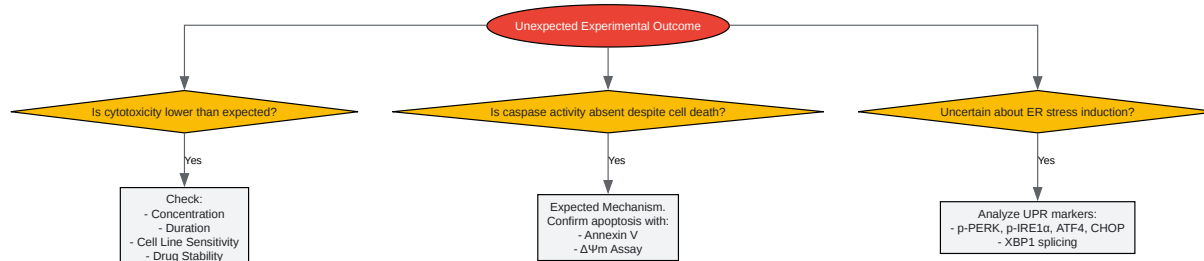 Unexpected Experimental Outcome
Is cytotoxicity lower than expected?
Is caspase activity absent despite cell death?
Uncertain about ER stress induction?
Yes
Yes
Yes
Check:
- Concentration
- Duration
- Cell Line Sensitivity
- Drug Stability
Expected Mechanism.
Confirm apoptosis with:
- Annexin V
- ΔΨm Assay
Analyze UPR markers:
- p-PERK, p-IRE1α, ATF4, CHOP
- XBP1 splicing